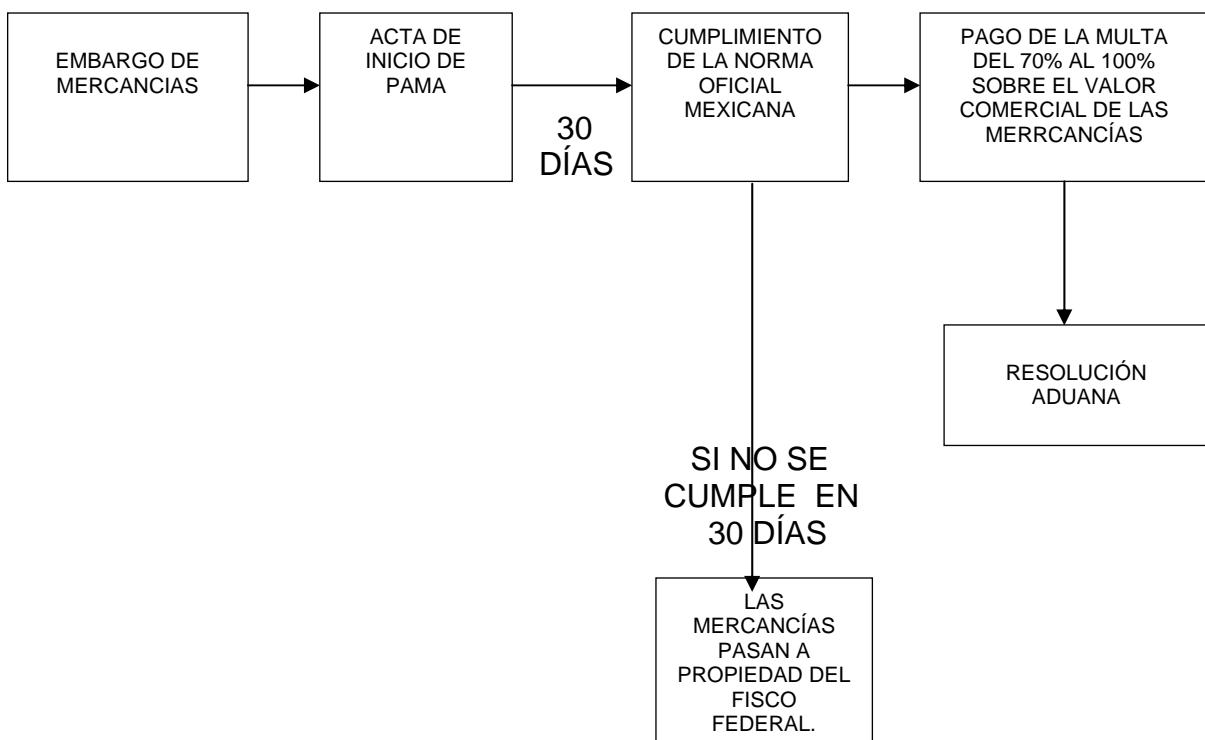 EMBARGO DE
MERCANCIAS
ACTA DE
INICIO DE
PAMA
30
DÍAS
CUMPLIMIENTO
DE LA NORMA
OFICIAL
MEXICANA
PAGO DE LA MULTA
DEL 70% AL 100%
SOBRE EL VALOR
COMERCIAL DE LAS
MERRCANCÍAS
RESOLUCIÓN
ADUANA
SI NO SE
CUMPLE EN
30 DÍAS
LAS
MERCANCÍAS
PASAN A
PROPIEDAD DEL
FISCO
FEDERAL.